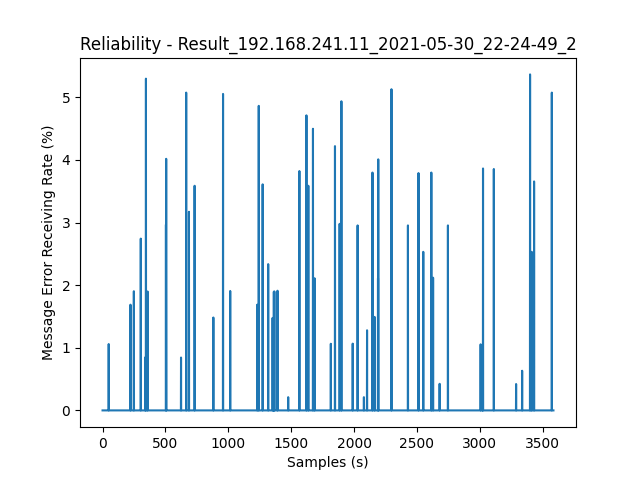 Reliability - Result_192.168.241.11_2021-05-30_22-24-49_2
5
4
3
2
1
0
Message Error Receiving Rate (%)
0 500 1000 1500 2000 2500 3000 3500
Samples (s)